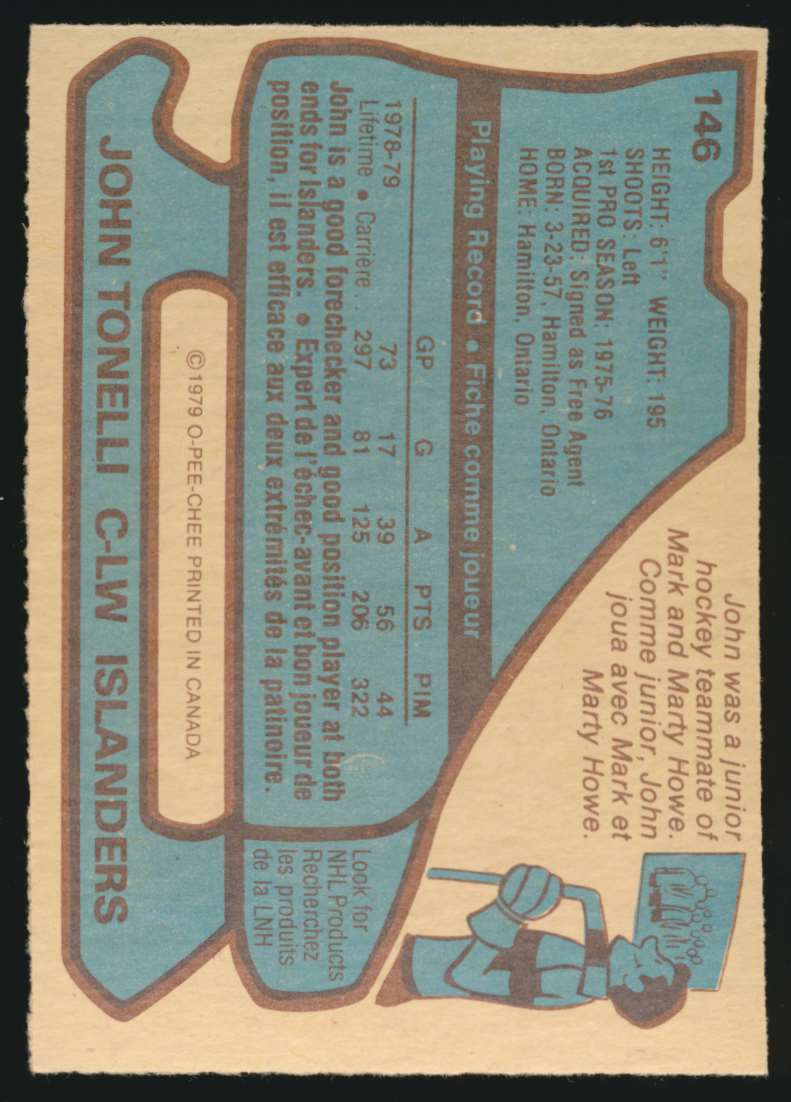 146
HEIGHT: 6'1" WEIGHT: 195
SHOOTS: Left
1st PRO SEASON: 1975-76
ACQUIRED: Signed as Free Agent
BORN: 3-23-57, Hamilton, Ontario
HOME: Hamilton, Ontario
John was a junior
hockey teammate of
Mark and Marty Howe.
Comme junior, John
joua avec Mark et
Marty Howe.
Playing Record • Fiche comme joueur
GP G A PTS PIM
1978-79 73 17 39 56 44
Lifetime • Carrière . . 297 81 125 206 322
John is a good forechecker and good position player at both
ends for Islanders. • Expert de l'échec-avant et bon joueur de
position, il est efficace aux deux extrémités de la patinoire.
Look for
NHL Products
Recherchez
les produits
de la LNH
©1979 O-PEE-CHEE PRINTED IN CANADA
JOHN TONELLI C-LW ISLANDERS